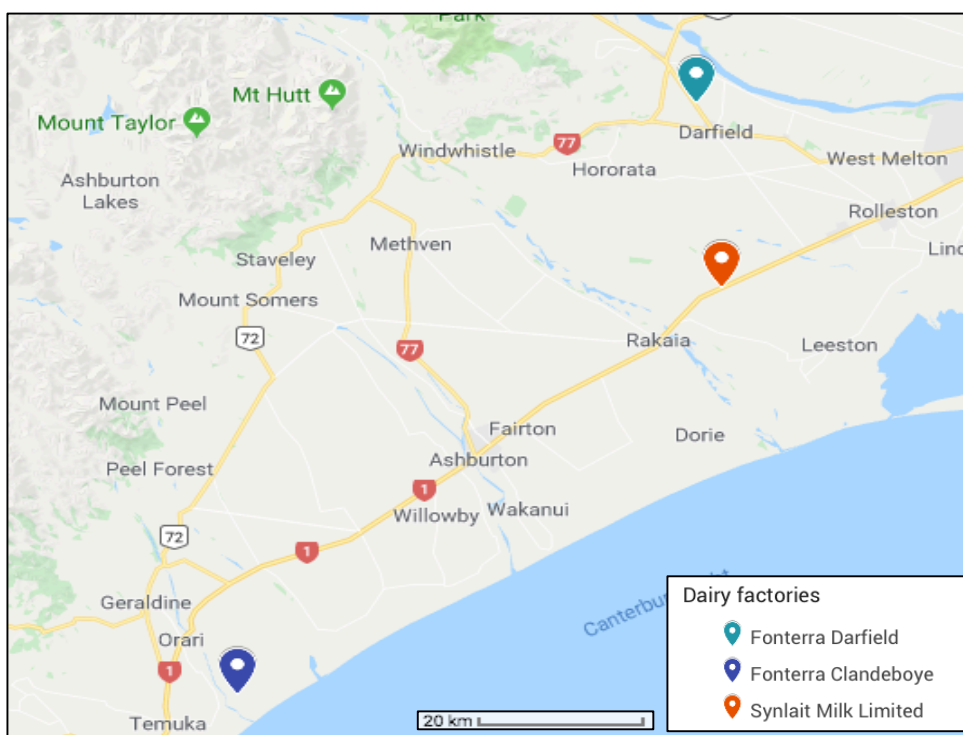 Park
Mt Hutt
Mount Taylor
Darfield
77
Windwhistle
Hororata
West Melton
Ashburton
Lakes
Rolleston
Methven
Staveley
Mount Somers
72
Rakaia
Leeston
77
Mount Peel
Fairton
Dorie
Ashburton
Peel Forest
1
Willowby
Wakanui
72
1
Geraldine
Orari
1
Temuka
20 km
Dairy factories
Fonterra Darfield
Fonterra Clandeboye
Synlait Milk Limited